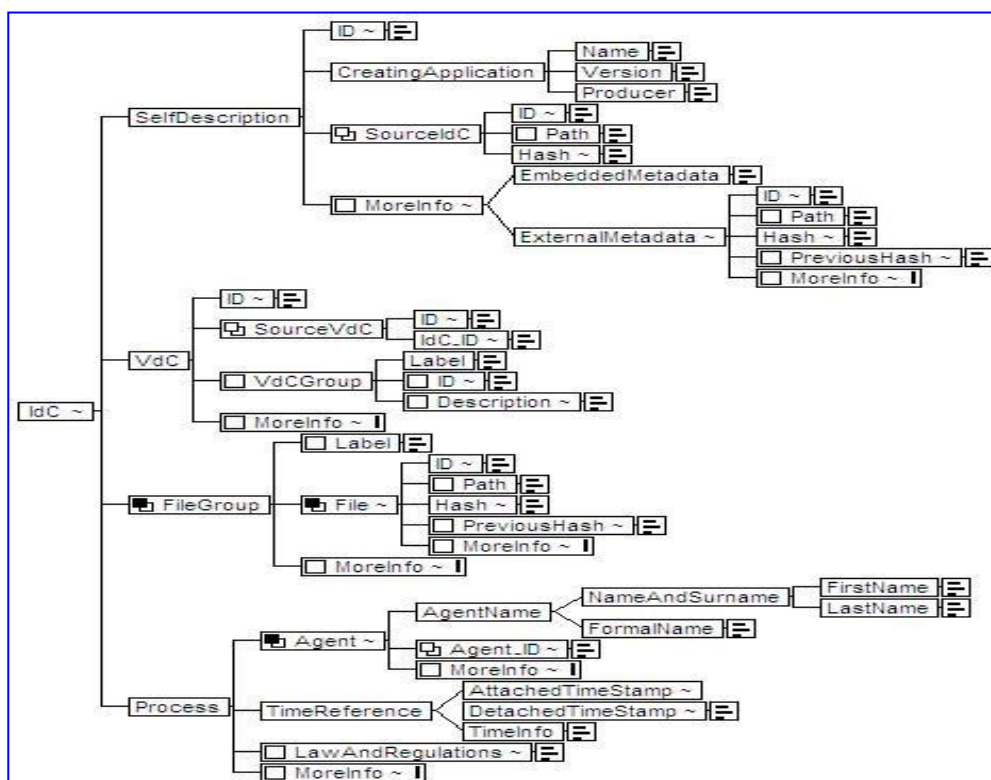 ID ~
CreatingApplication
Name
Version
Producer
SelfDescription
SourceIdC
ID ~
Path
Hash ~
MoreInfo ~
EmbeddedMetadata
ExternalMetadata ~
ID ~
Path
Hash ~
PreviousHash ~
MoreInfo ~
IdC ~
VdC
ID ~
SourceVdC
ID ~
IdC_ID ~
VdCGroup
Label
ID ~
Description ~
MoreInfo ~
FileGroup
Label
File ~
ID ~
Path
Hash ~
PreviousHash ~
MoreInfo ~
MoreInfo ~
Process
Agent ~
AgentName
NameAndSurname
FirstName
LastName
FormalName
Agent_ID ~
MoreInfo ~
TimeReference
AttachedTimeStamp ~
DetachedTimeStamp ~
TimeInfo
LawAndRegulations ~
MoreInfo ~